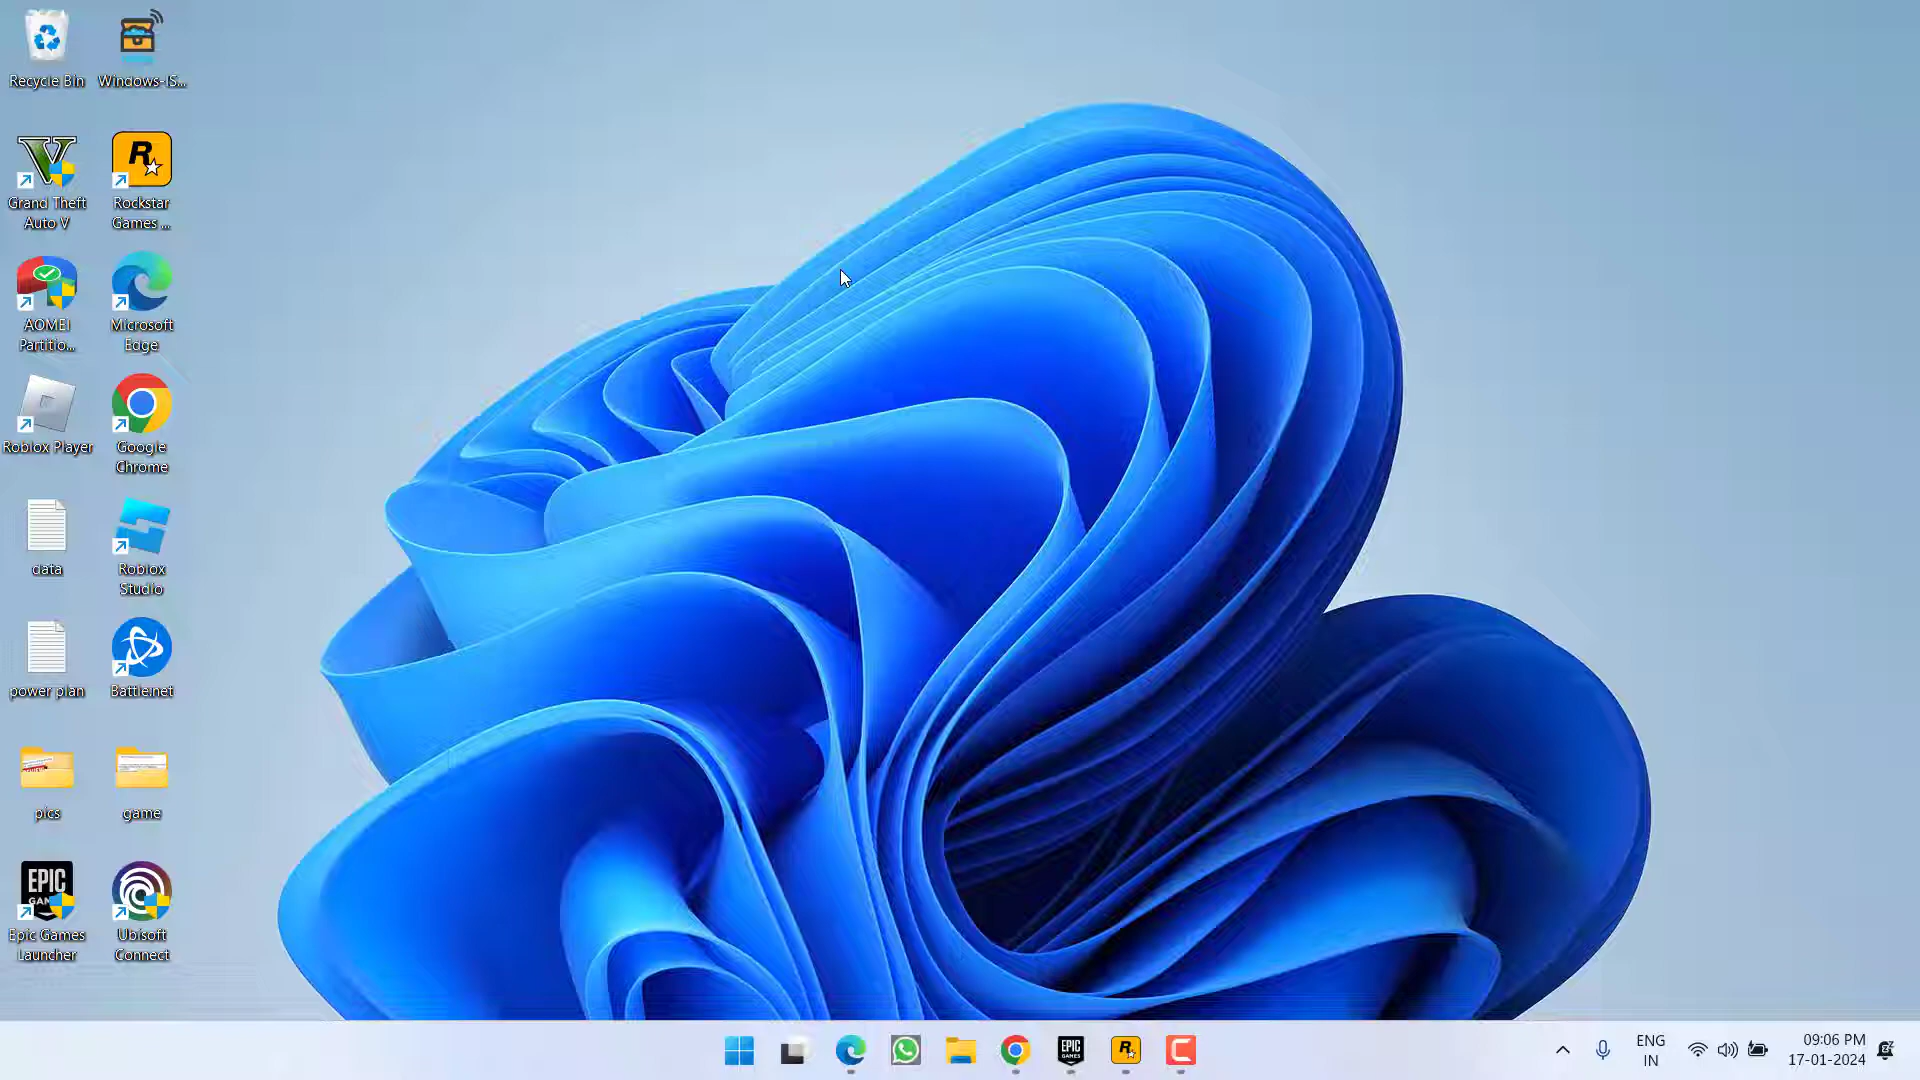 Recycle Bin
Windows-IS...
Grand Theft
Auto V
R
Rockstar
Games ...
AOMEI
Partitio...
Microsoft
Edge
Roblox Player
Google
Chrome
data
Roblox
Studio
power plan
Battle.net
pics
game
EPIC
Epic Games
Launcher
Ubisoft
Connect
EPIC
GAMES
R
ENG
IN
09:06 PM
17-01-2024